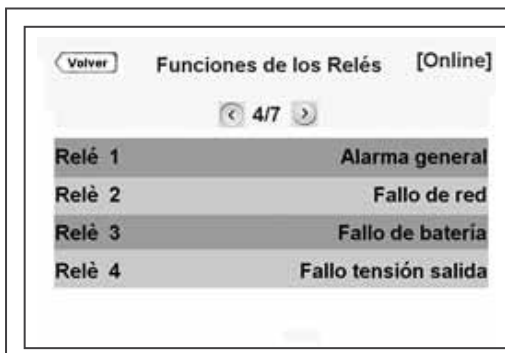 Volver Funciones de los Relés [Online]
< 4/7 >
Relé 1 Alarma general
Relè 2 Fallo de red
Relè 3 Fallo de batería
Relè 4 Fallo tensión salida